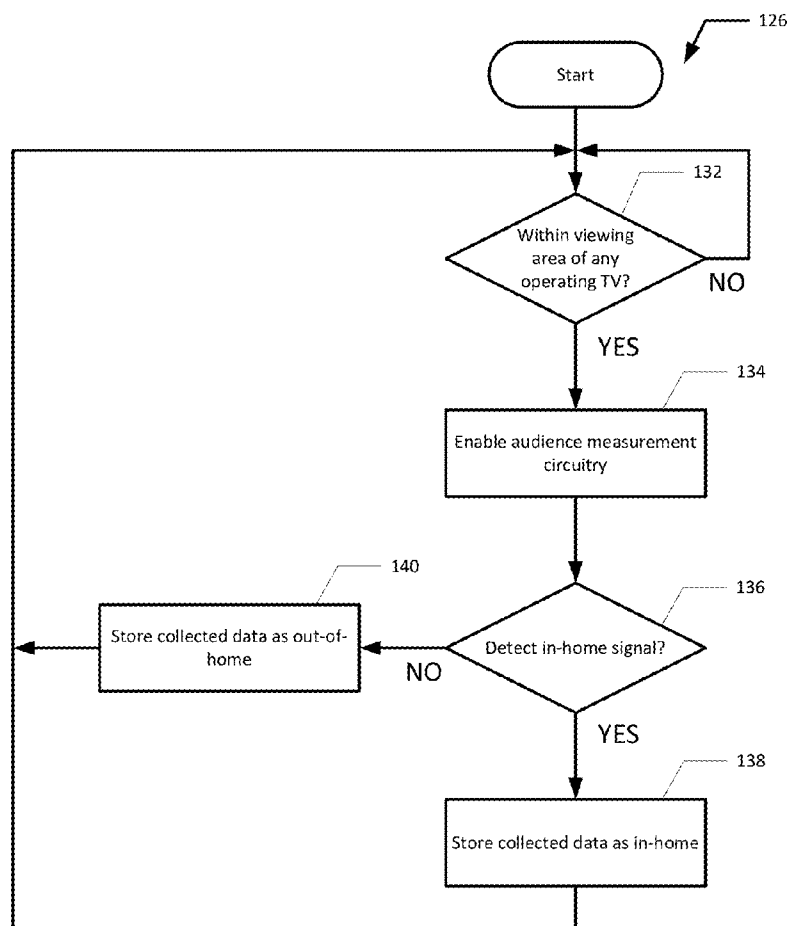 126
Start
132
Within viewing
area of any
operating TV?
NO
YES
134
Enable audience measurement
circuitry
140
136
Store collected data as out-of-
home
Detect in-home signal?
NO
YES
138
Store collected data as in-home